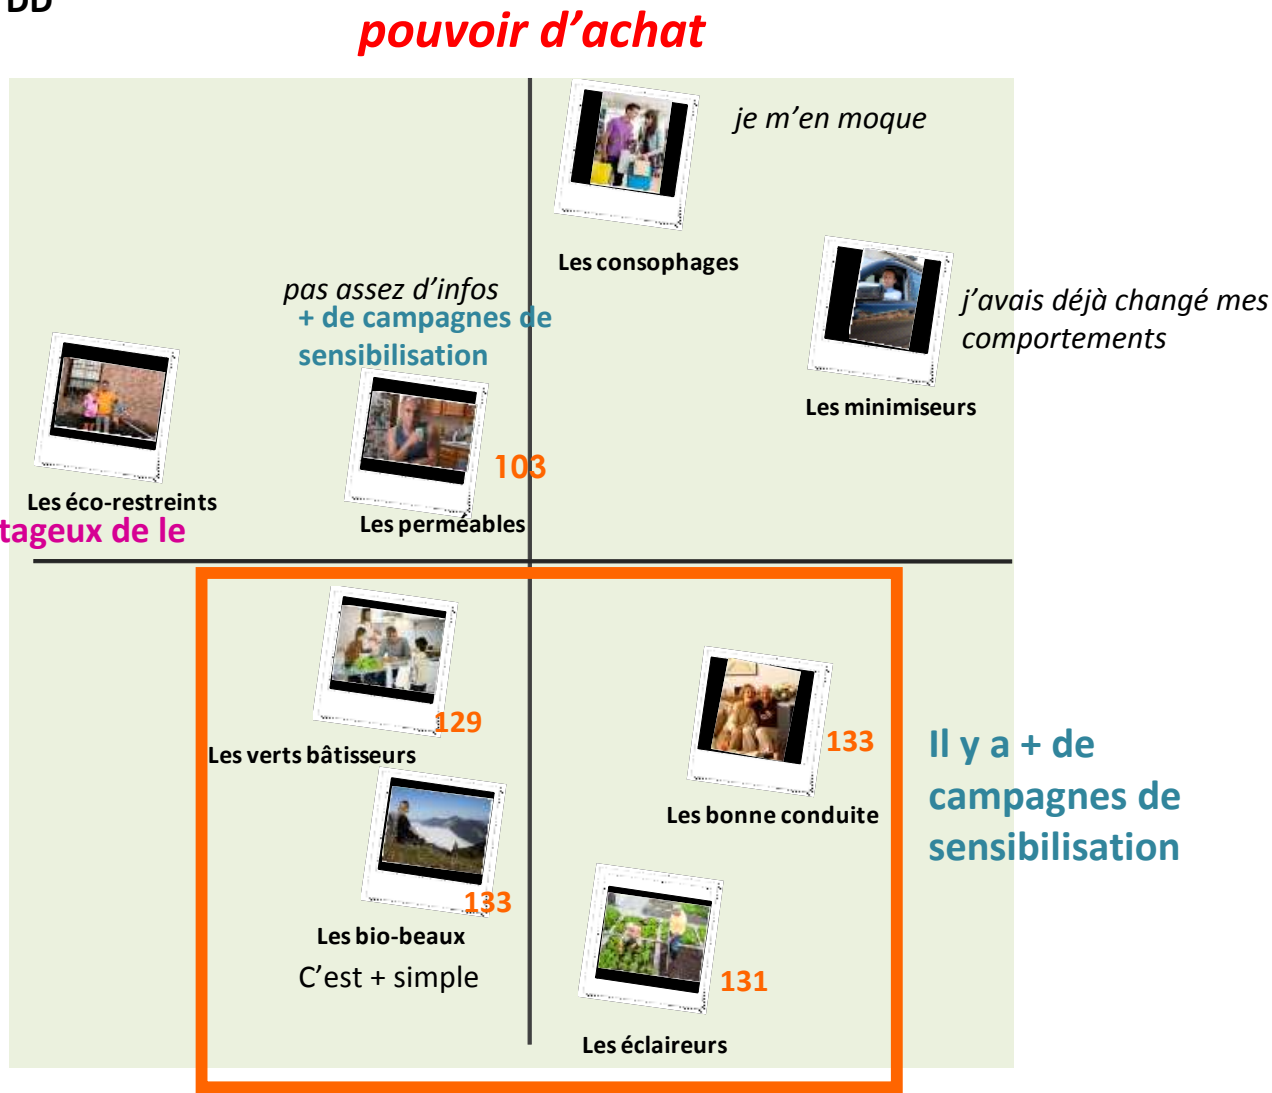 DD
pouvoir d’achat
je m’en moque
Les consophages
pas assez d’infos
+ de campagnes de
sensibilisation
j’avais déjà changé mes
comportements
Les minimiseurs
103
Les éco-restreints
tageux de le
Les perméables
129
Les verts bâtisseurs
133
Les bonne conduite
Il y a + de
campagnes de
sensibilisation
133
Les bio-beaux
C’est + simple
131
Les éclaireurs